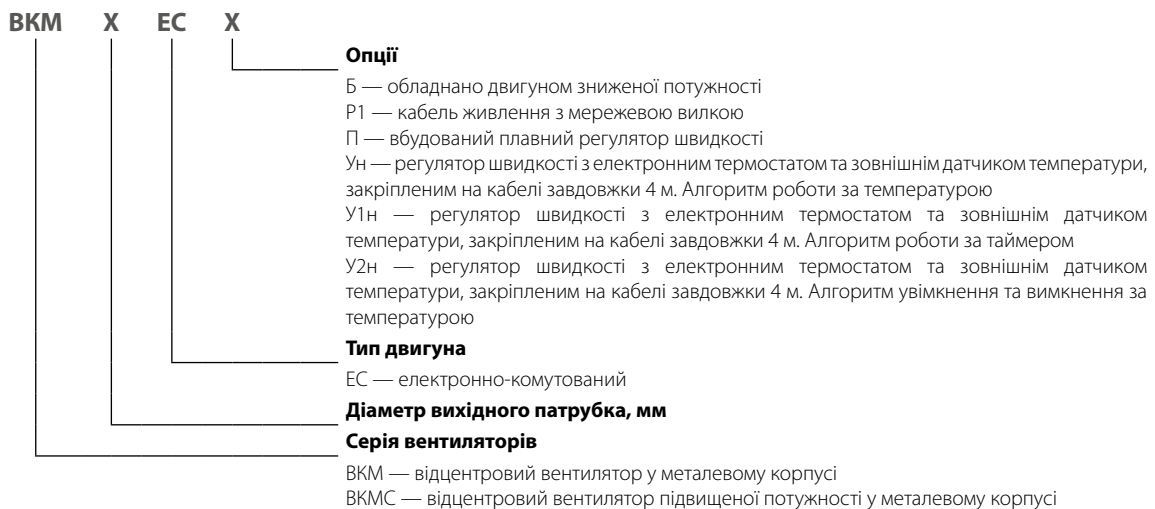 ВКМ Х ЕС Х
Опції
Б — обладнано двигуном зниженої потужності
Р1 — кабель живлення з мережевою вилкою
П — вбудований плавний регулятор швидкості
Ун — регулятор швидкості з електронним термостатом та зовнішнім датчиком температури,
закріпленим на кабелі завдовжки 4 м. Алгоритм роботи за температурою
У1н — регулятор швидкості з електронним термостатом та зовнішнім датчиком
температури, закріпленим на кабелі завдовжки 4 м. Алгоритм роботи за таймером
У2н — регулятор швидкості з електронним термостатом та зовнішнім датчиком
температури, закріпленим на кабелі завдовжки 4 м. Алгоритм увімкнення та вимкнення за
температурою
Тип двигуна
ЕС — електронно-комутований
Діаметр вихідного патрубка, мм
Серія вентиляторів
ВКМ — відцентровий вентилятор у металевому корпусі
ВКМС — відцентровий вентилятор підвищеної потужності у металевому корпусі